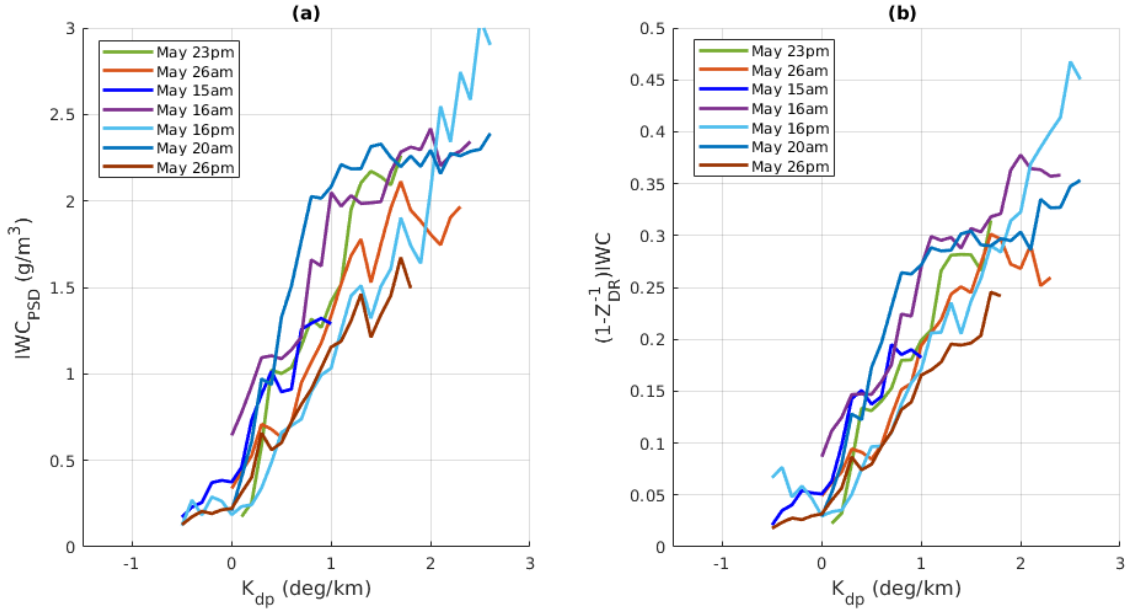 (a)
3
2.5
2
1.5
1
0.5
0
-1
0
1
2
3
IWC_PSD (g/m^3)
K_dp (deg/km)
May 23pm
May 26am
May 15am
May 16am
May 16pm
May 20am
May 26pm
(b)
0.5
0.45
0.4
0.35
0.3
0.25
0.2
0.15
0.1
0.05
0
-1
0
1
2
3
(1-Z_DR^-1)IWC
K_dp (deg/km)
May 23pm
May 26am
May 15am
May 16am
May 16pm
May 20am
May 26pm